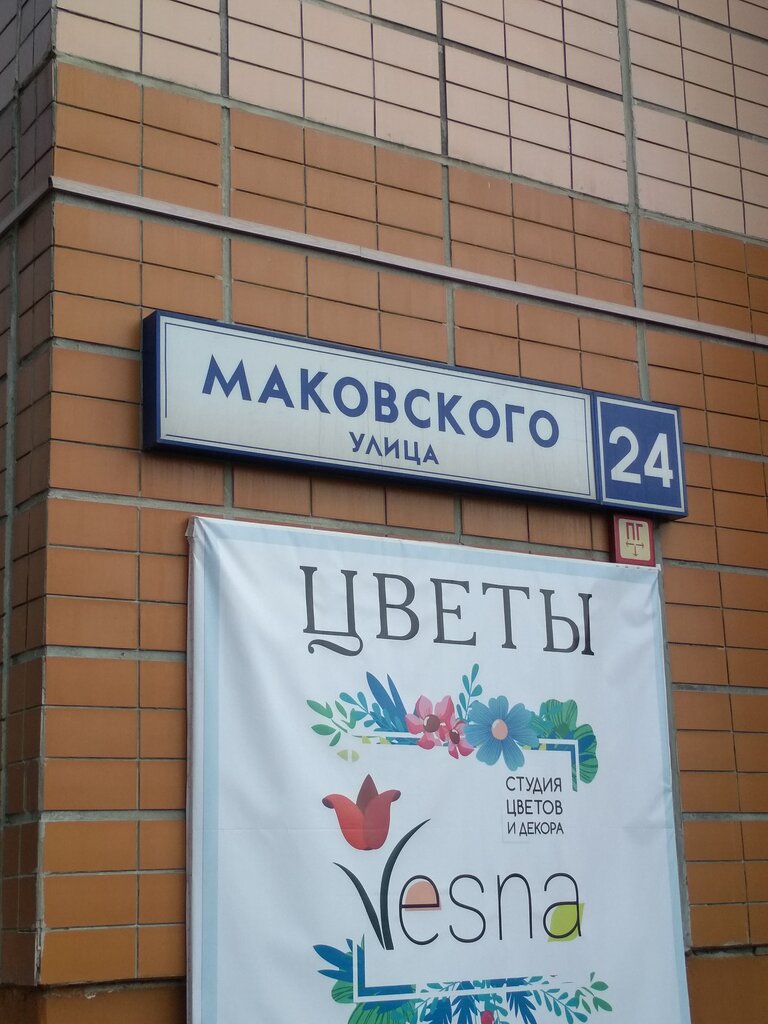 МАКОВСКОГО
УЛИЦА
24
ПГ
ЦВЕТЫ
СТУДИЯ
ЦВЕТОВ
И ДЕКОРА
Vesna